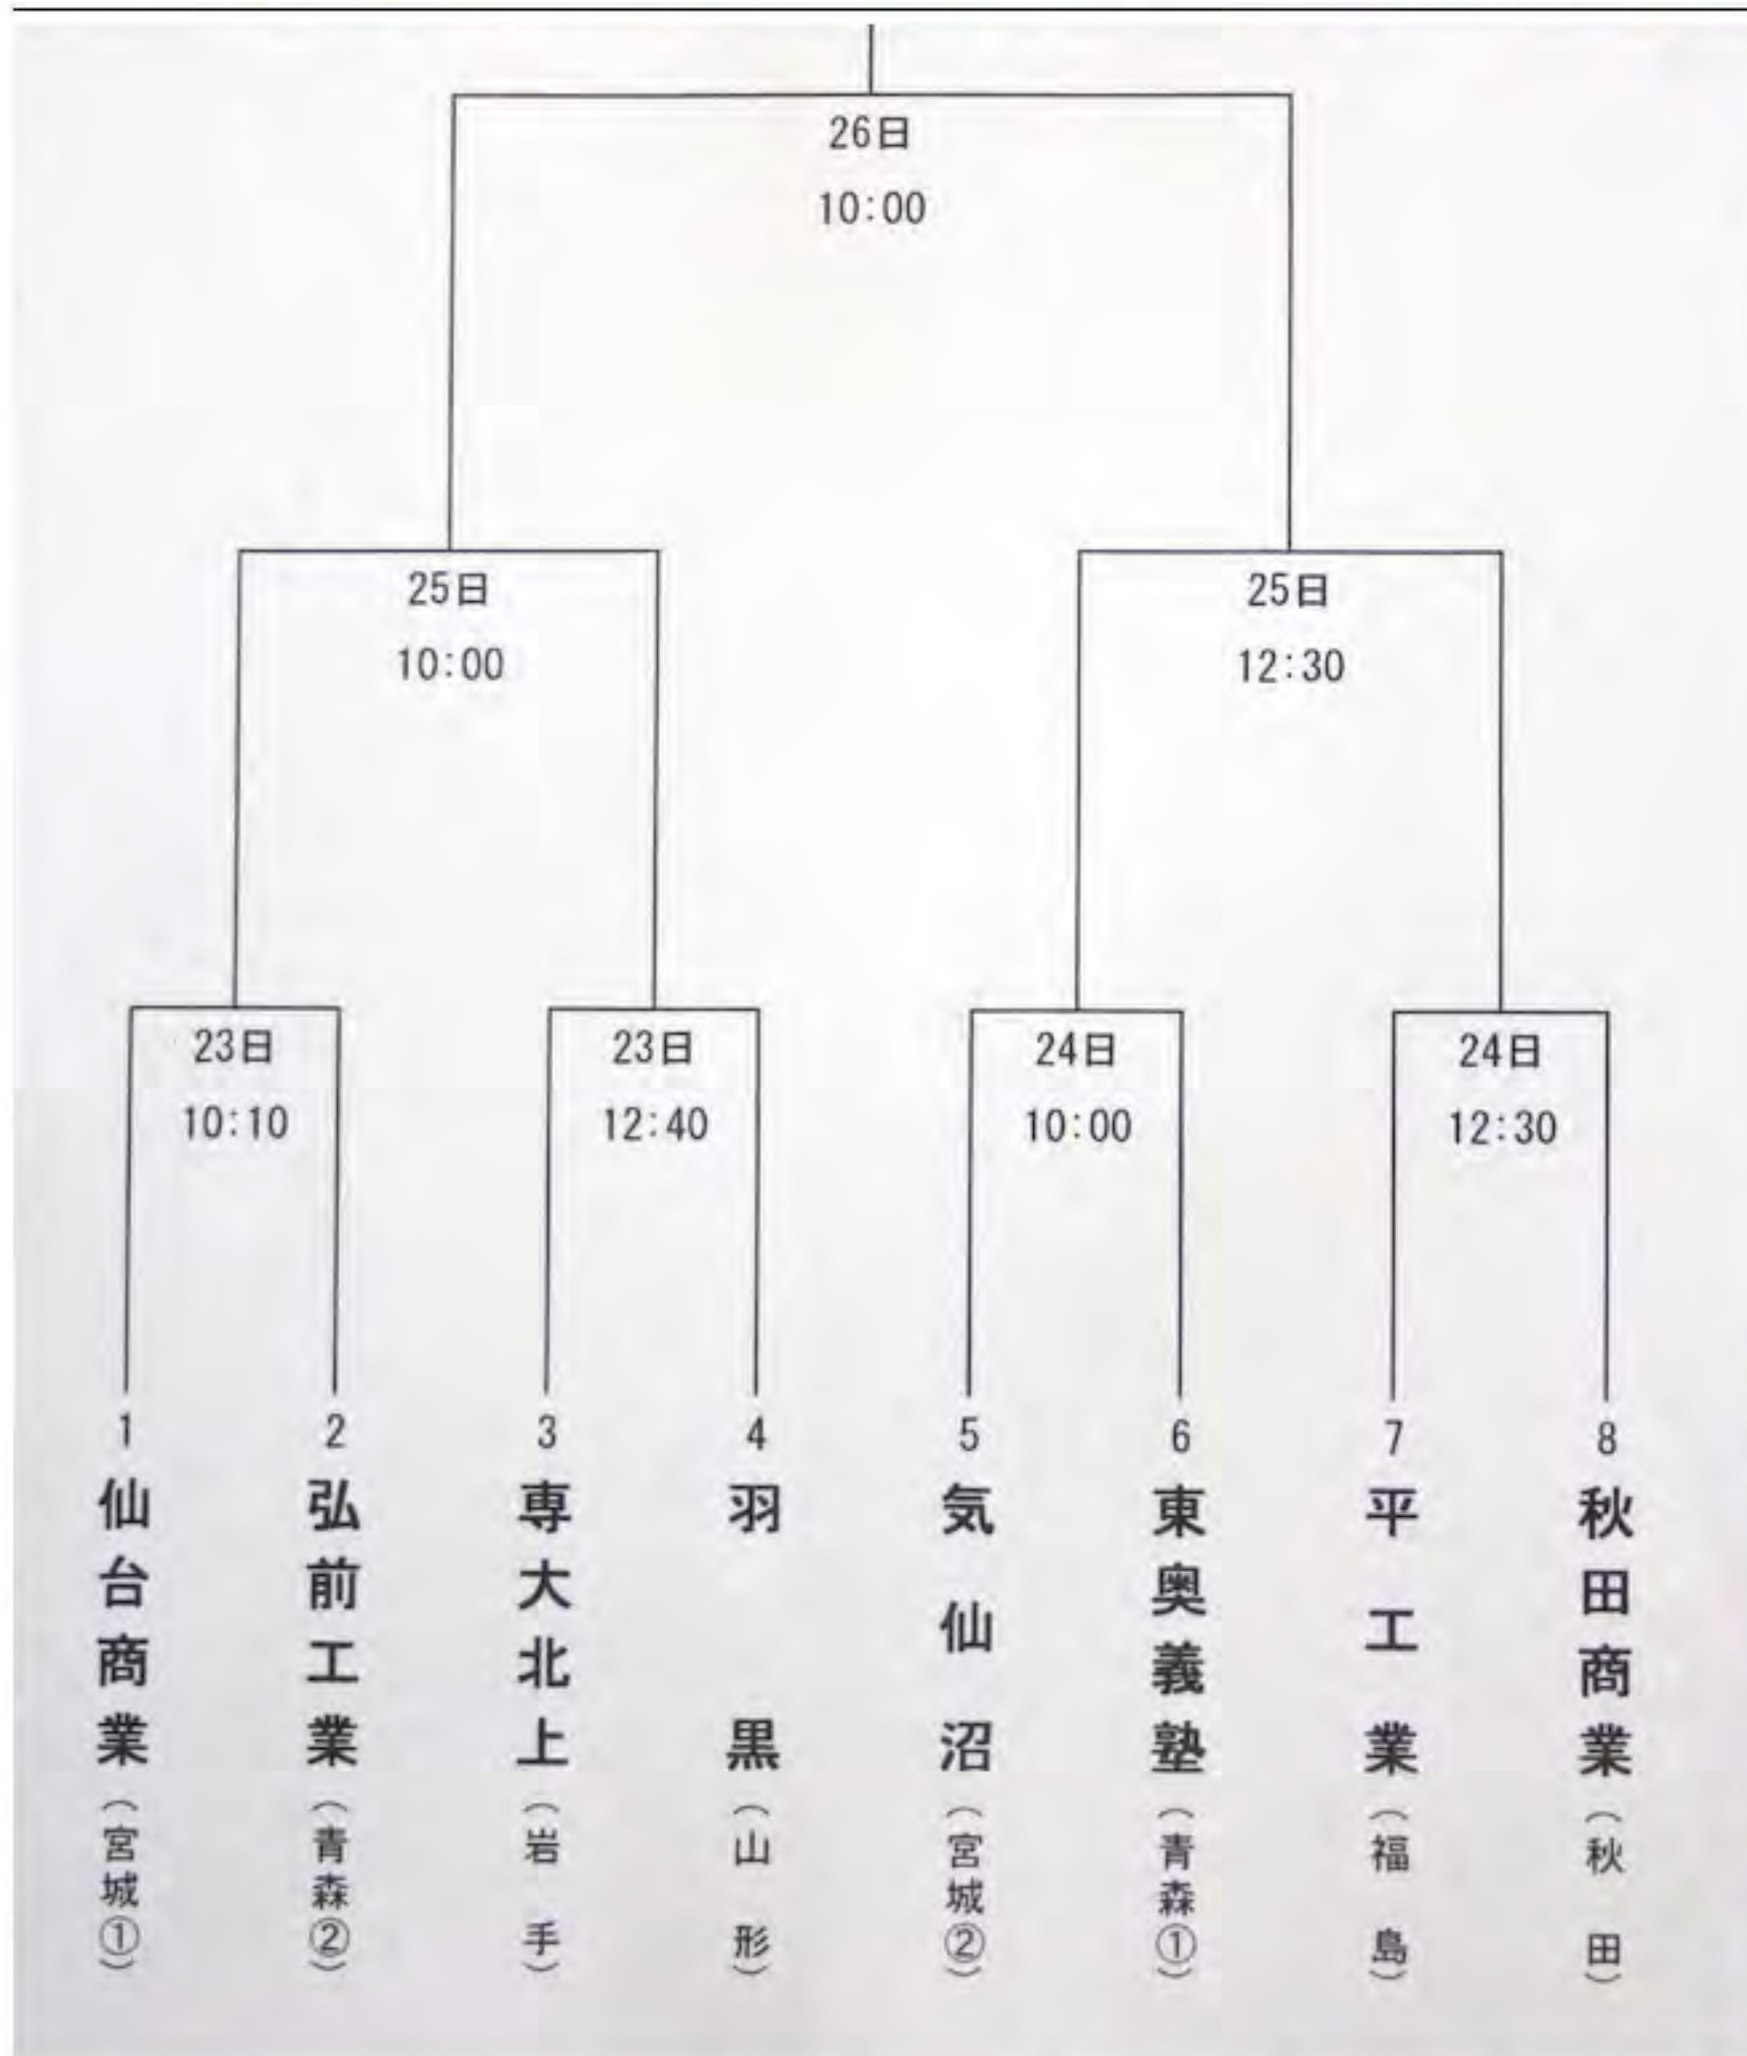 26日
10:00
25日
10:00
25日
12:30
23日
10:10
23日
12:40
24日
10:00
24日
12:30
1
仙台商業(宮城①)
2
弘前工業(青森②)
3
専大北上(岩手)
4
羽黒(山形)
5
気仙沼(宮城②)
6
東奥義塾(青森①)
7
平工業(福島)
8
秋田商業(秋田)